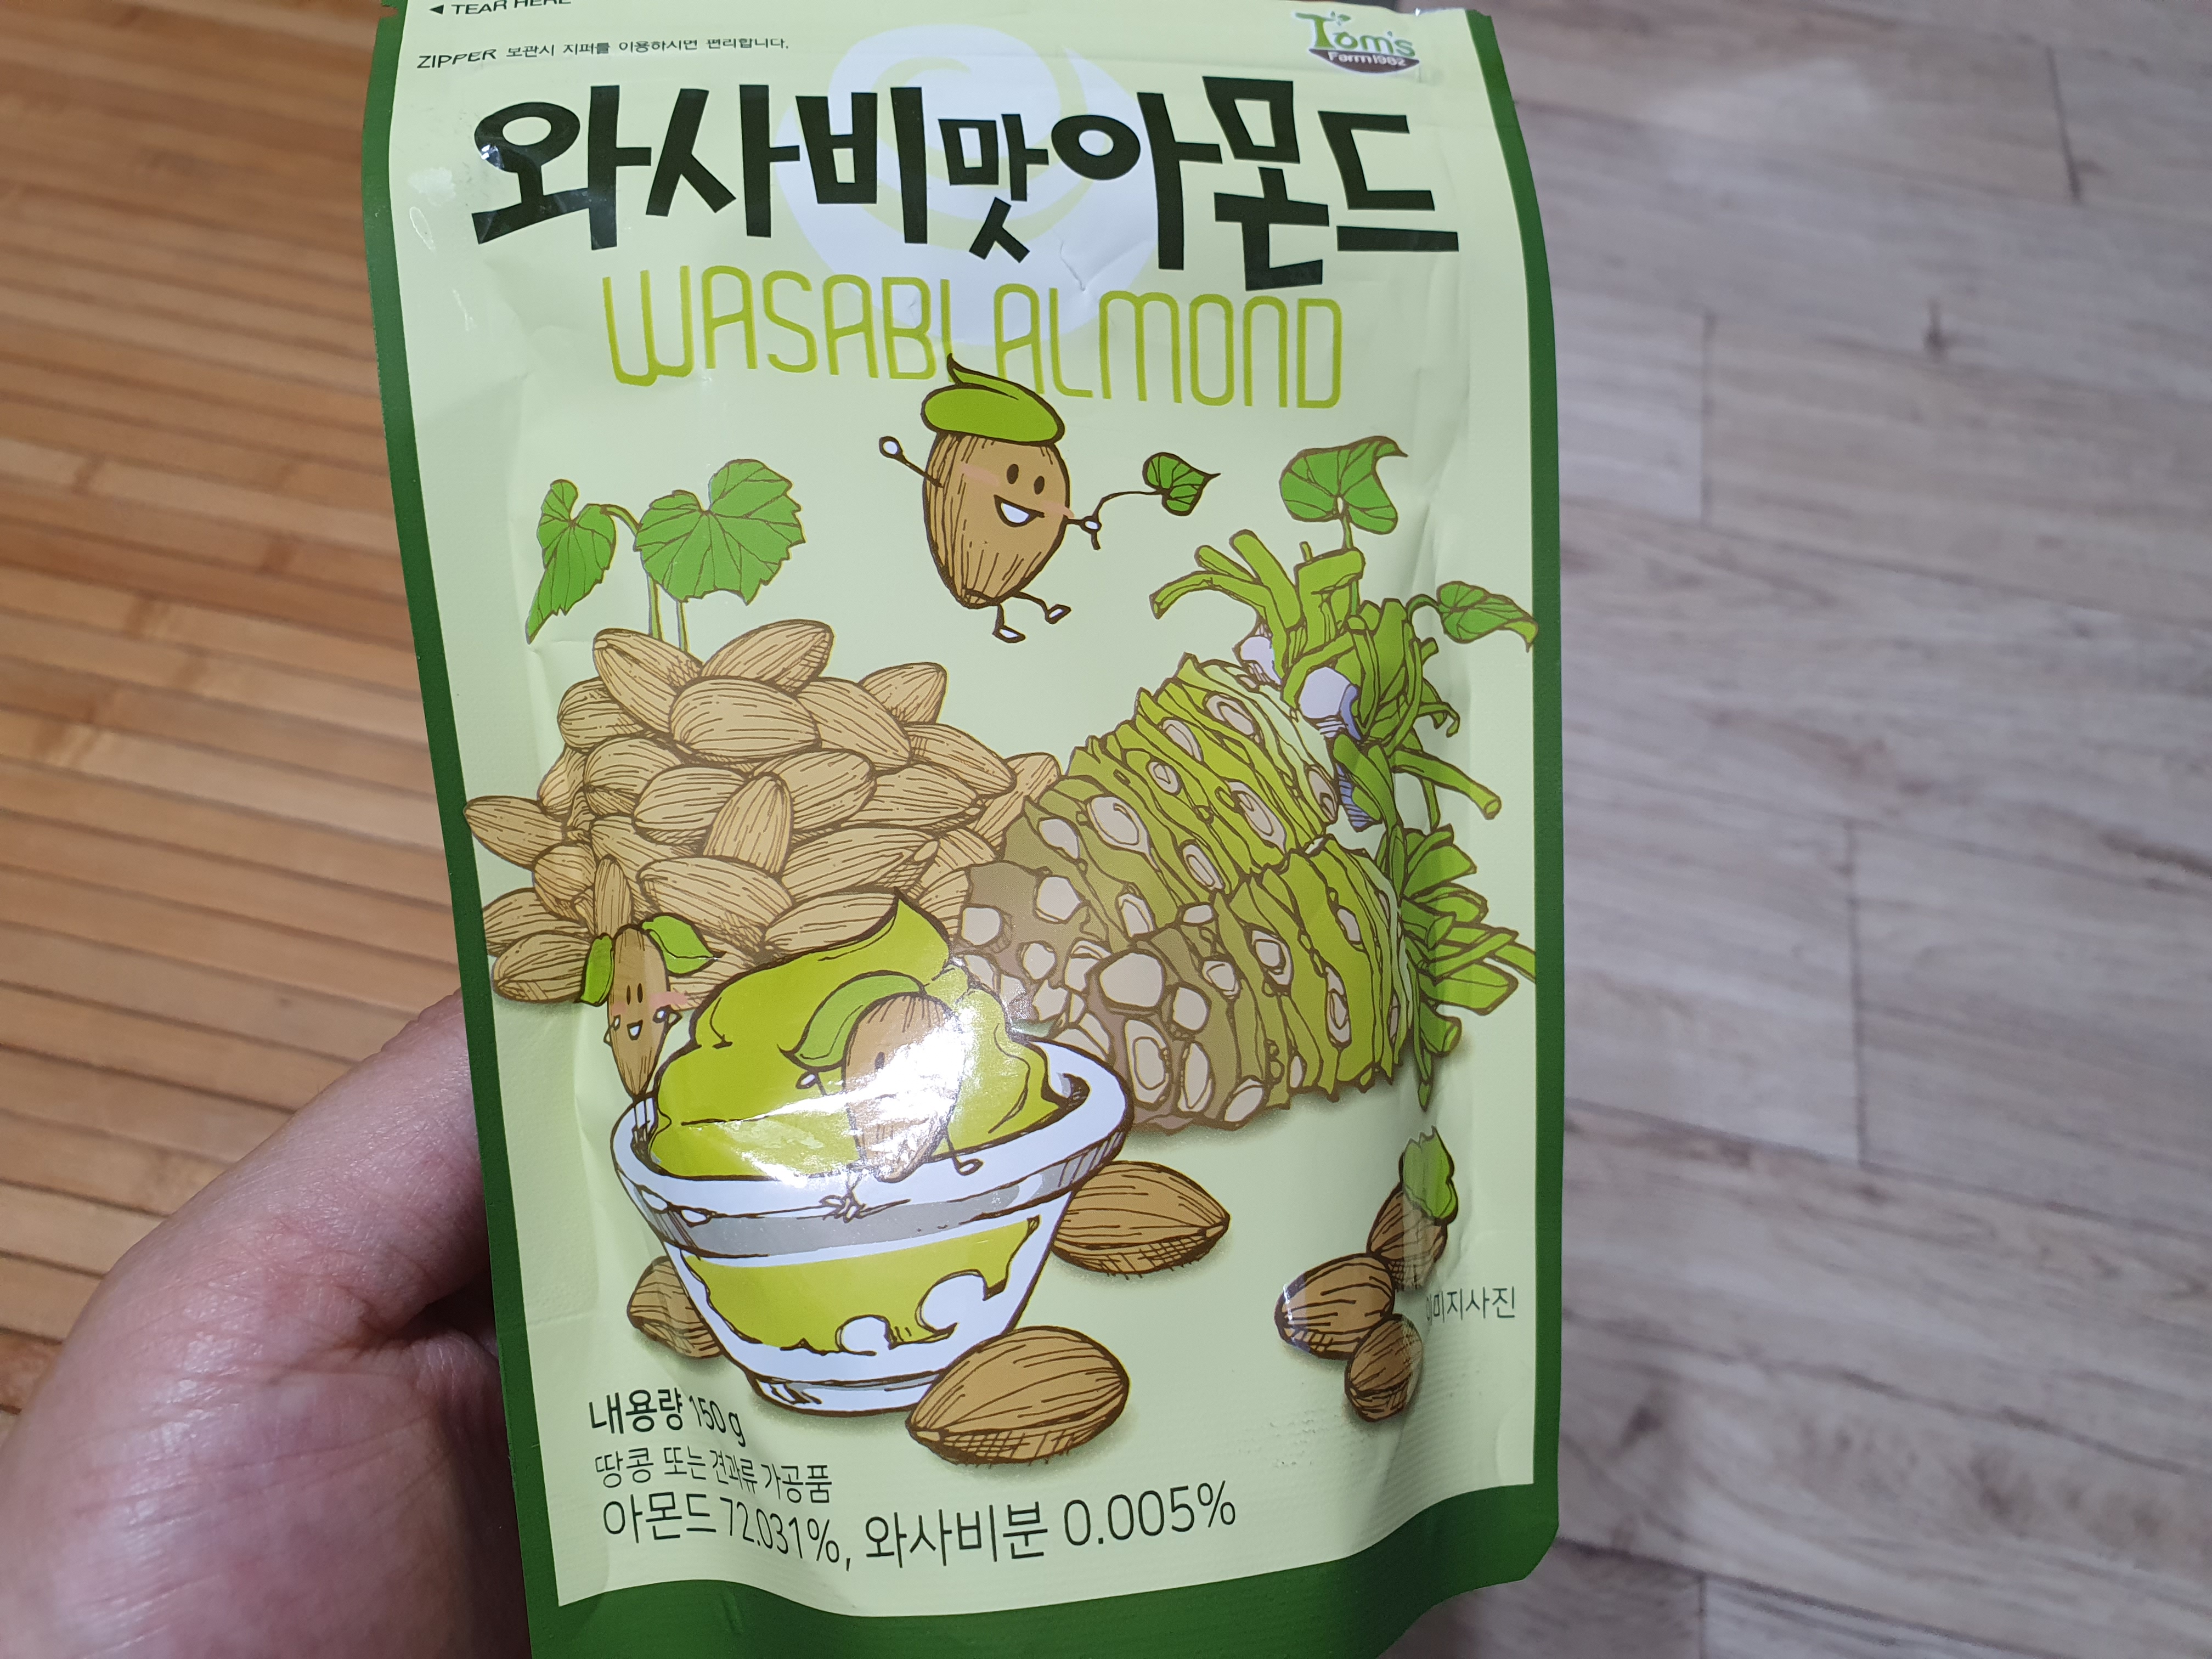 ◀ TEAR HERE
ZIPPER 보관시 지퍼를 이용하시면 편리합니다.
Tom's
Farm1982
와사비맛아몬드
WASABI ALMOND
이미지사진
내용량 150g
땅콩 또는 견과류 가공품
아몬드 72.031%, 와사비분 0.005%